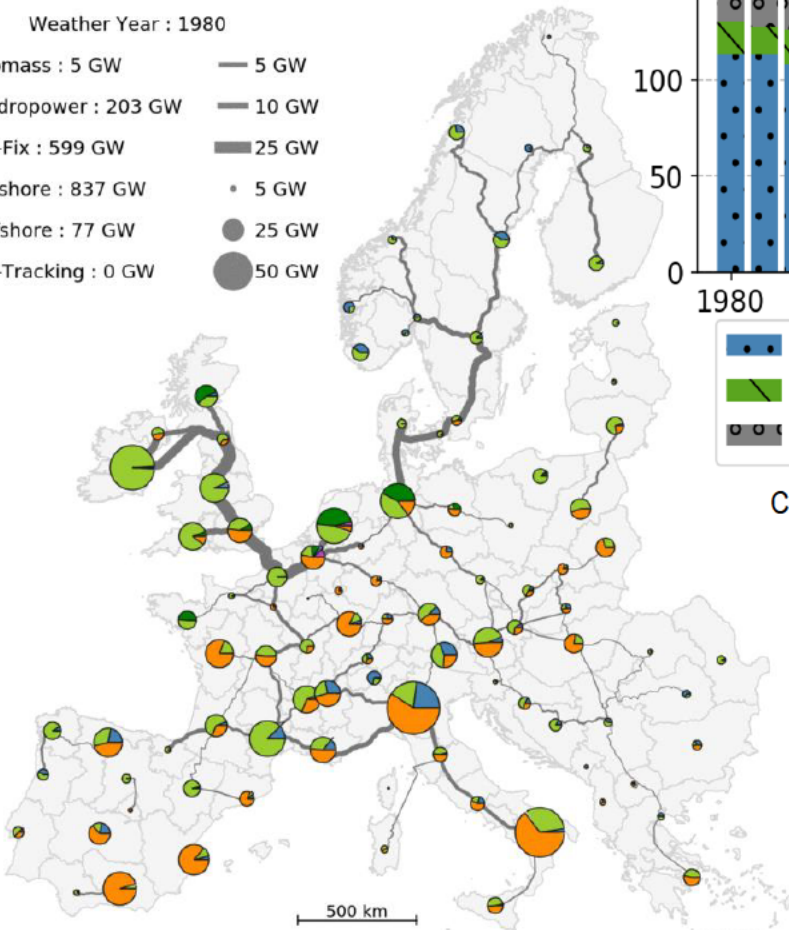 Weather Year : 1980
omass : 5 GW
5 GW
dropower : 203 GW
10 GW
-Fix : 599 GW
25 GW
shore : 837 GW
5 GW
shore : 77 GW
25 GW
-Tracking : 0 GW
50 GW
100
50
0
1980
C
500 km